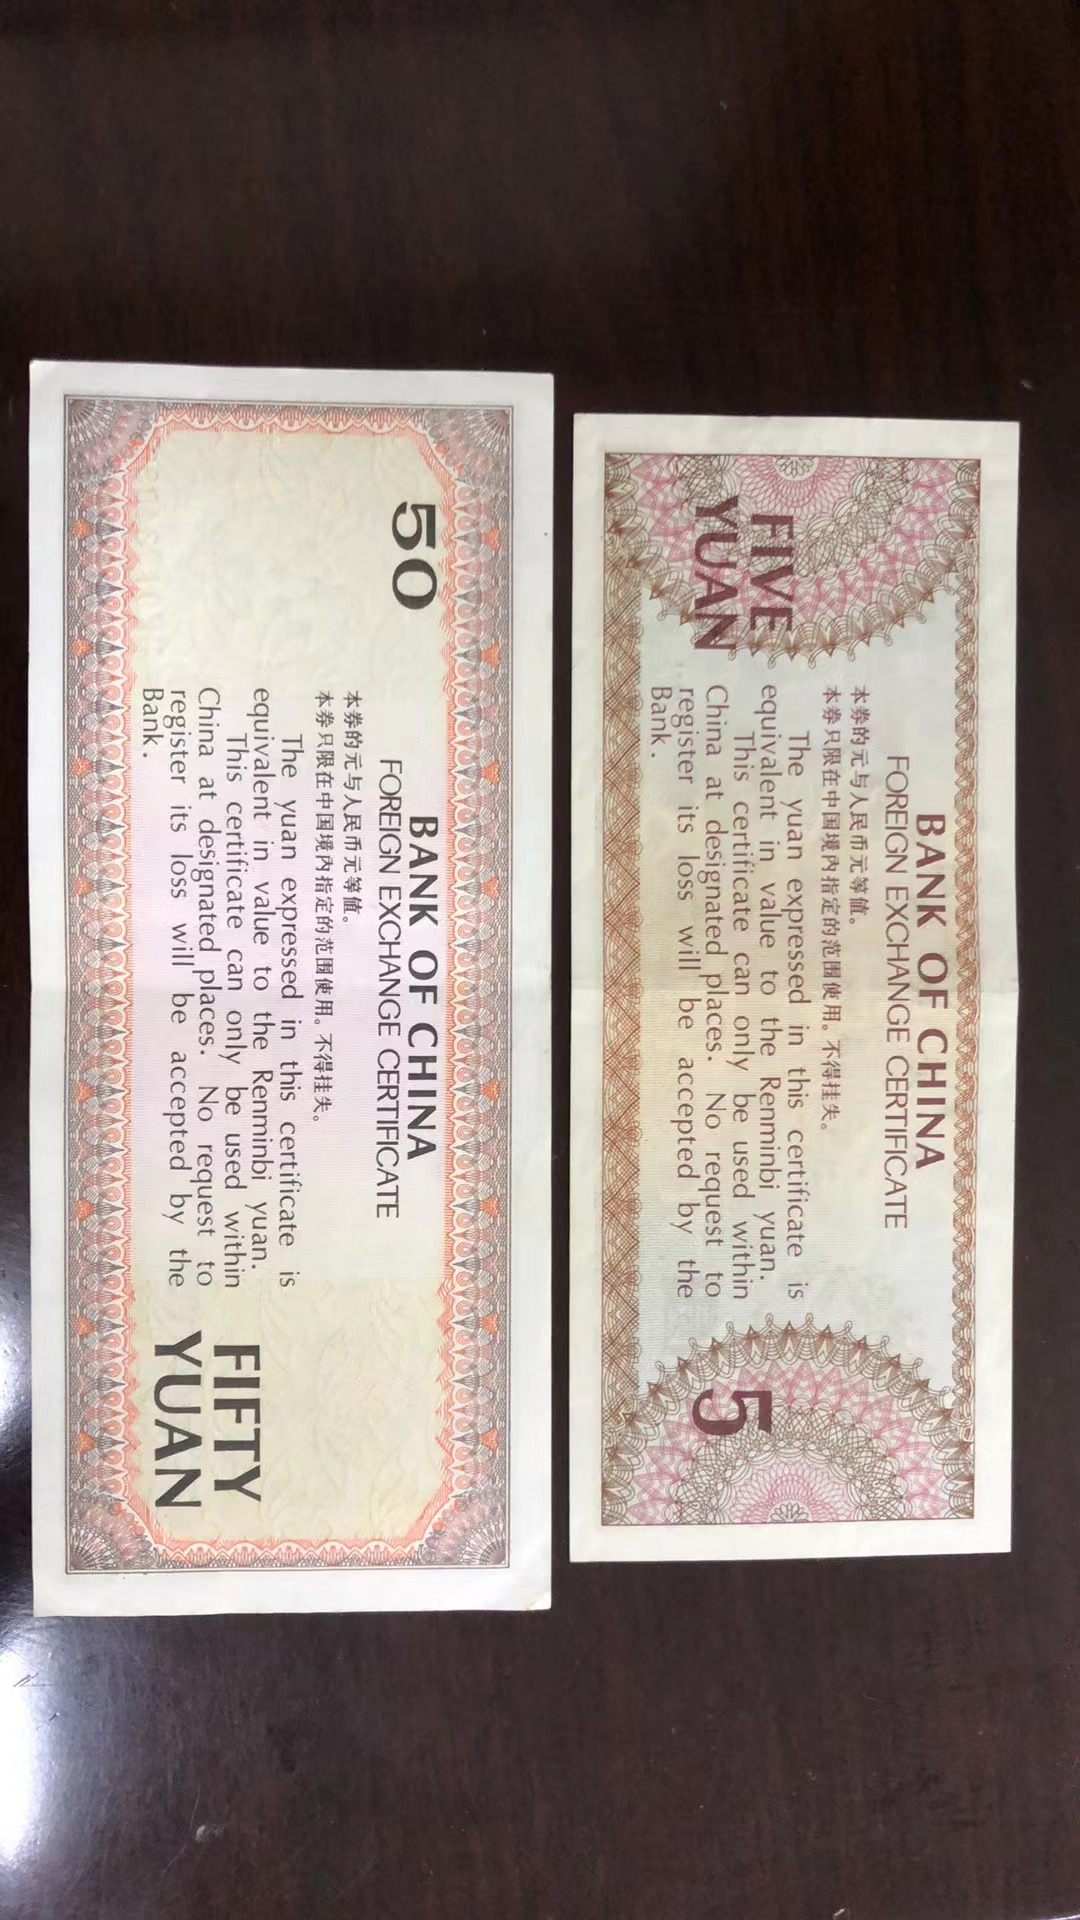 BANK OF CHINA
FOREIGN EXCHANGE CERTIFICATE
本券的元与人民币元等值。
本券只限在中国境内指定的范围使用。不得挂失。
The yuan expressed in this certificate is
equivalent in value to the Renminbi yuan.
This certificate can only be used within
China at designated places. No request to
register its loss will be accepted by the
Bank.
FIVE
YUAN
5
50
BANK OF CHINA
FOREIGN EXCHANGE CERTIFICATE
本券的元与人民币元等值。
本券只限在中国境内指定的范围使用。不得挂失。
The yuan expressed in this certificate is
equivalent in value to the Renminbi yuan.
This certificate can only be used within
China at designated places. No request to
register its loss will be accepted by the
Bank.
FIFTY
YUAN